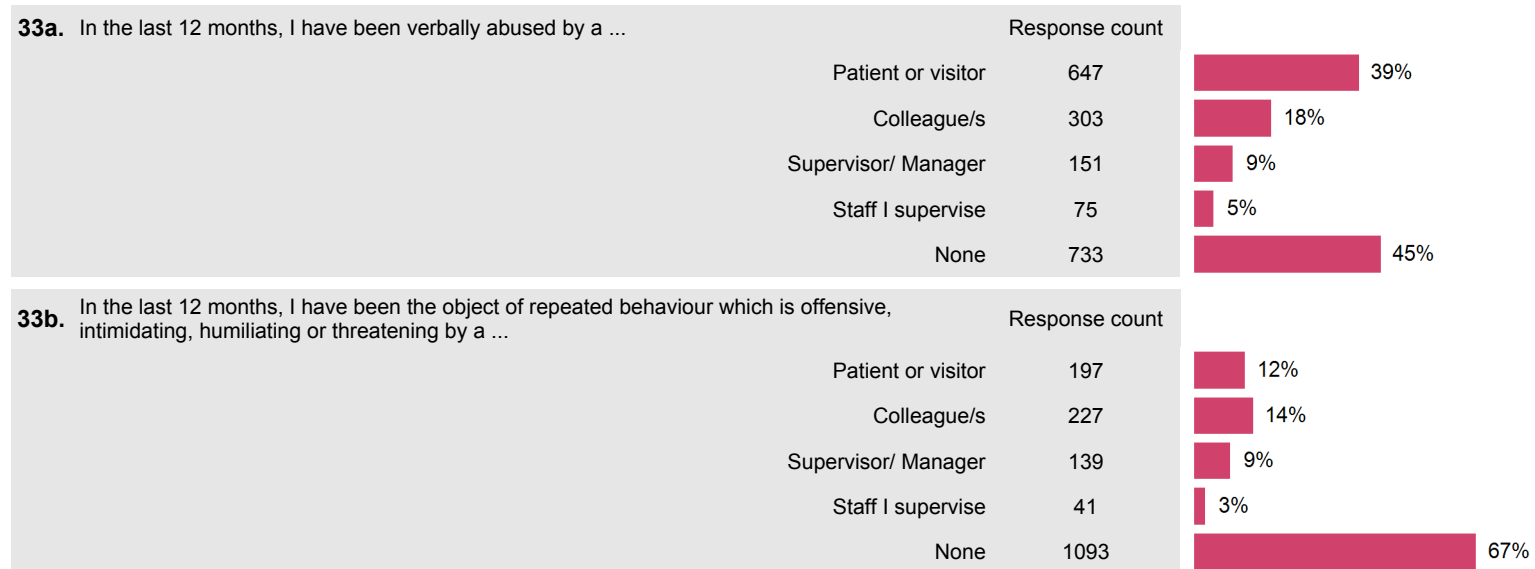 33a. In the last 12 months, I have been verbally abused by a ... Response count
Patient or visitor 647 39%
Colleague/s 303 18%
Supervisor/ Manager 151 9%
Staff I supervise 75 5%
None 733 45%
33b. In the last 12 months, I have been the object of repeated behaviour which is offensive,
intimidating, humiliating or threatening by a ... Response count
Patient or visitor 197 12%
Colleague/s 227 14%
Supervisor/ Manager 139 9%
Staff I supervise 41 3%
None 1093 67%